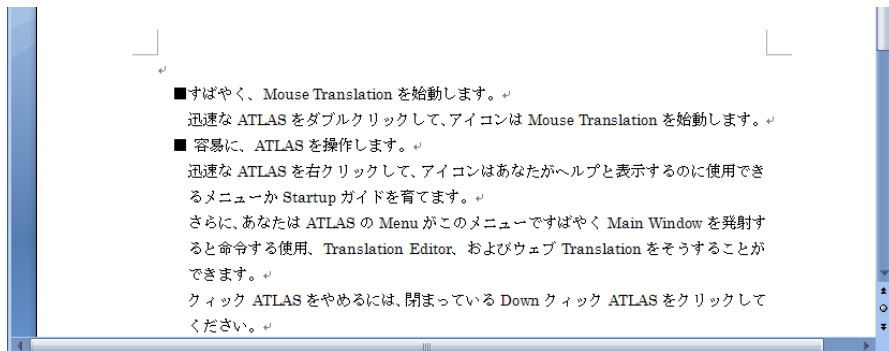 ■すばやく、Mouse Translation を始動します。
迅速な ATLAS をダブルクリックして、アイコンは Mouse Translation を始動します。
■ 容易に、ATLAS を操作します。
迅速な ATLAS を右クリックして、アイコンはあなたがヘルプと表示するのに使用でき
るメニューか Startup ガイドを育てます。
さらに、あなたは ATLAS の Menu がこのメニューですばやく Main Window を発射す
ると命令する使用、Translation Editor、およびウェブ Translation をそうすることが
できます。
クィック ATLAS をやめるには、閉まっている Down クィック ATLAS をクリックして
ください。